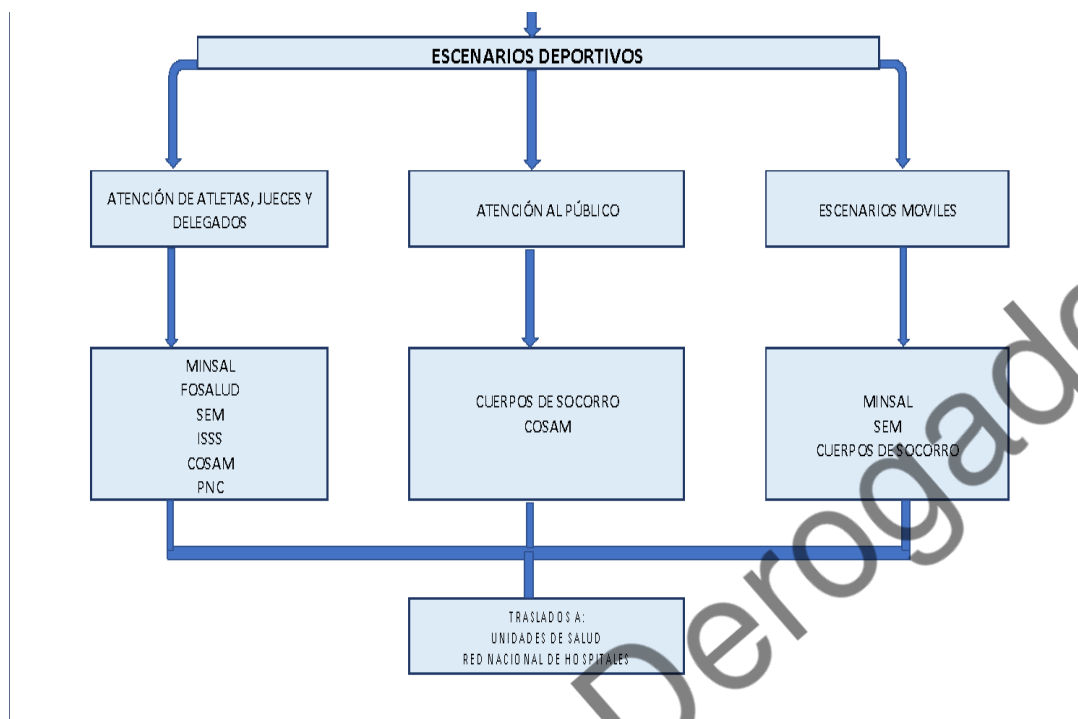 ESCENARIOS DEPORTIVOS
ATENCIÓN DE ATLETAS, JUECES Y
DELEGADOS
ATENCIÓN AL PÚBLICO
ESCENARIOS MOVILES
MINSAL
FOSALUD
SEM
ISSS
COSAM
PNC
CUERPOS DE SOCORRO
COSAM
MINSAL
SEM
CUERPOS DE SOCORRO
TRASLADOS A:
UNIDADES DE SALUD
RED NACIONAL DE HOSPITALES
Derogado